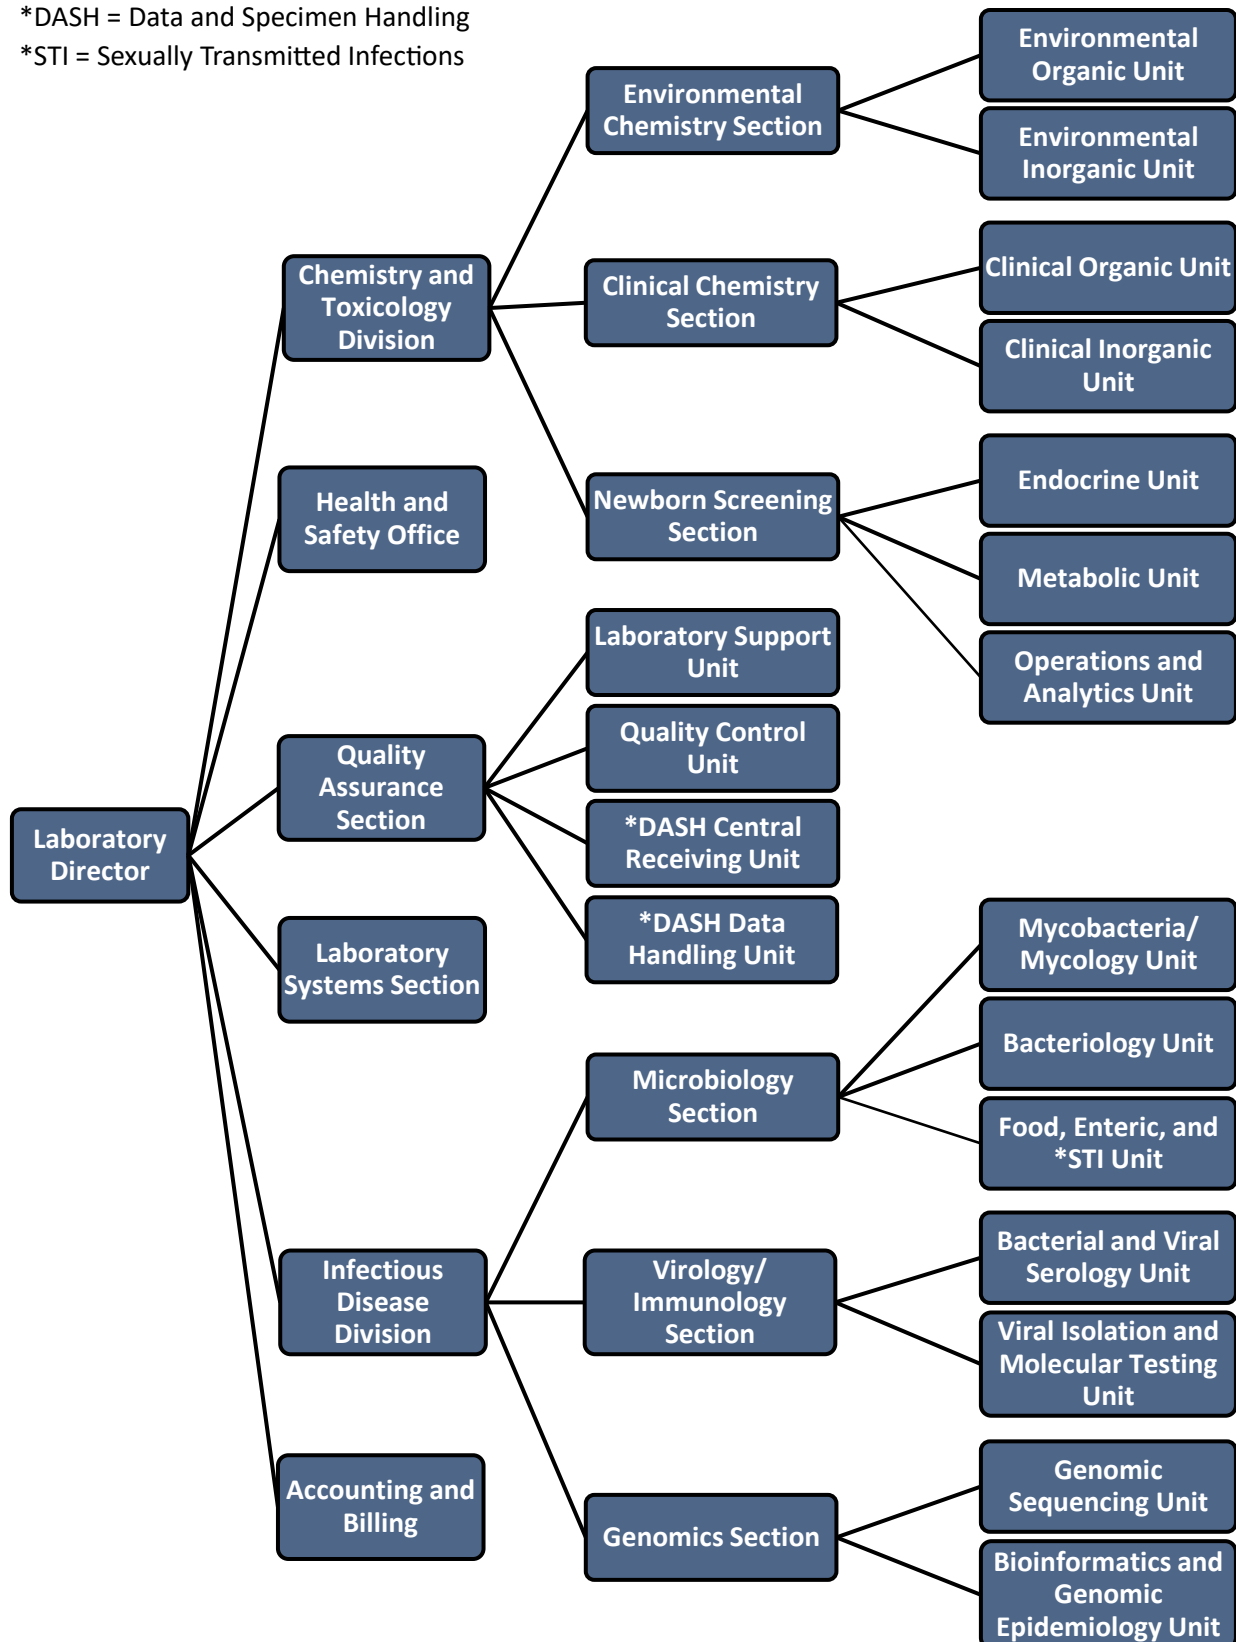 *DASH = Data and Specimen Handling
*STI = Sexually Transmitted Infections
Laboratory
Director
Chemistry and
Toxicology
Division
Environmental
Chemistry Section
Environmental
Organic Unit
Environmental
Inorganic Unit
Clinical Chemistry
Section
Clinical Organic Unit
Clinical Inorganic
Unit
Newborn Screening
Section
Endocrine Unit
Metabolic Unit
Operations and
Analytics Unit
Health and
Safety Office
Quality
Assurance
Section
Laboratory Support
Unit
Quality Control
Unit
*DASH Central
Receiving Unit
*DASH Data
Handling Unit
Laboratory
Systems Section
Infectious
Disease
Division
Microbiology
Section
Mycobacteria/
Mycology Unit
Bacteriology Unit
Food, Enteric, and
*STI Unit
Virology/
Immunology
Section
Bacterial and Viral
Serology Unit
Viral Isolation and
Molecular Testing
Unit
Genomics Section
Genomic
Sequencing Unit
Bioinformatics and
Genomic
Epidemiology Unit
Accounting and
Billing